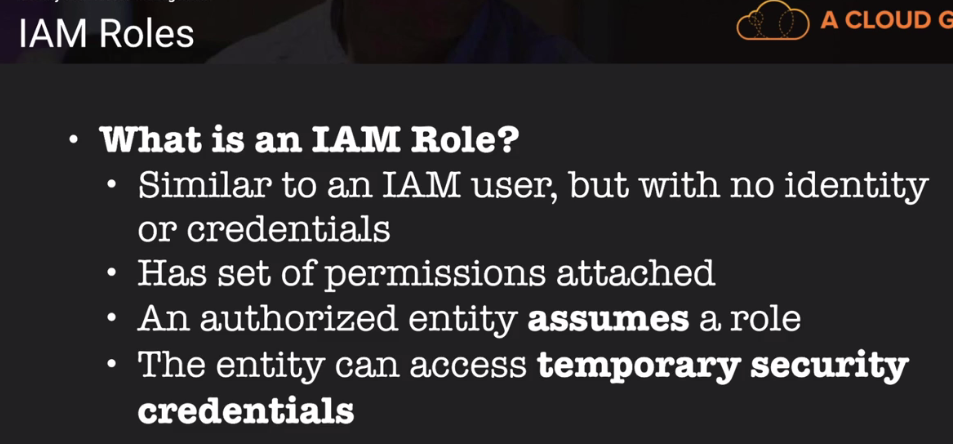 IAM Roles
A CLOUD G
• What is an IAM Role?
• Similar to an IAM user, but with no identity
or credentials
• Has set of permissions attached
• An authorized entity assumes a role
• The entity can access temporary security
credentials